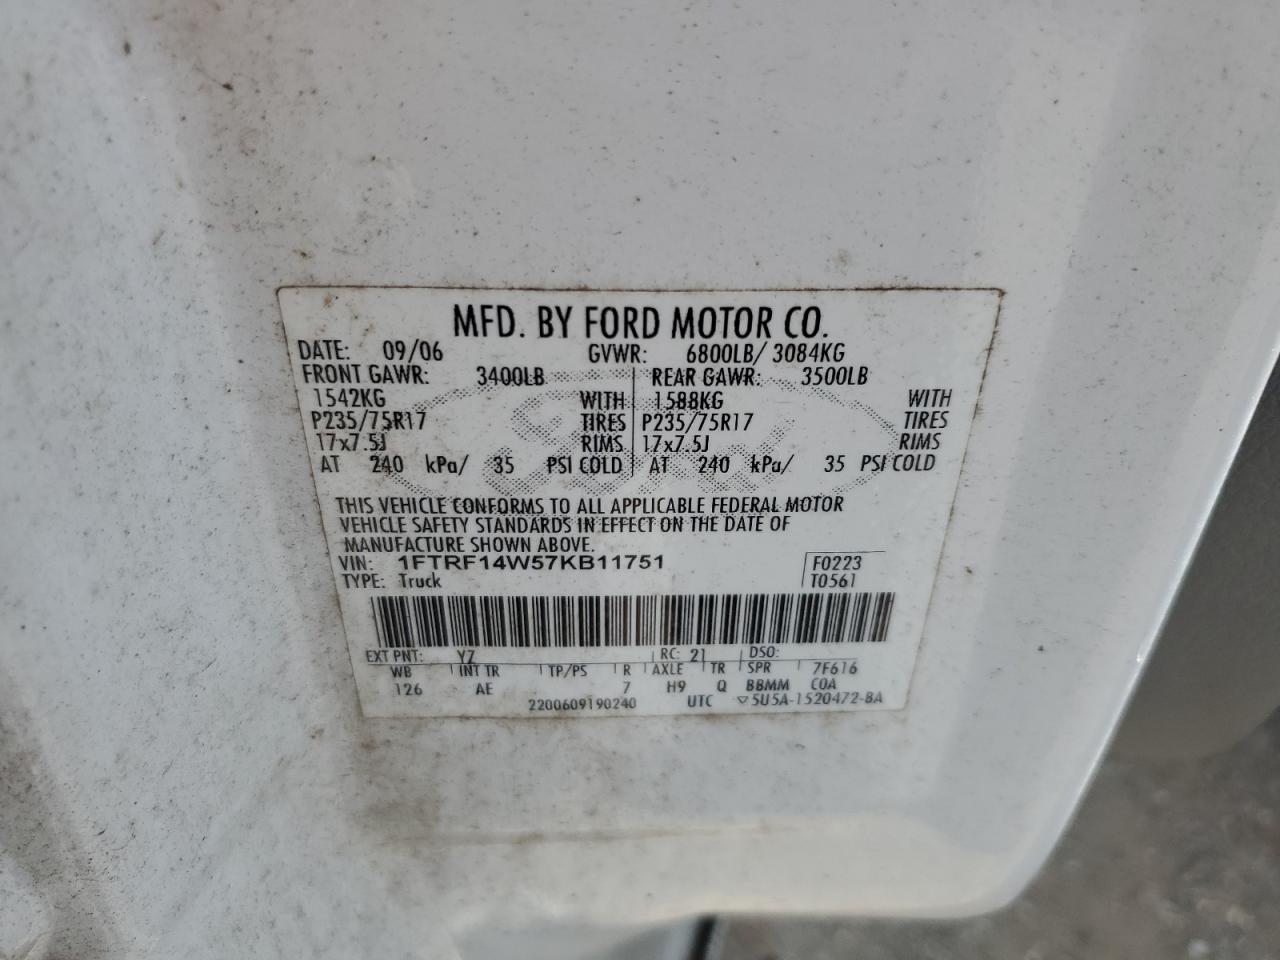 MFD. BY FORD MOTOR CO.
DATE: 09/06 GVWR: 6800LB/ 3084KG
FRONT GAWR: 3400LB REAR GAWR: 3500LB
1542KG WITH 1588KG WITH
P235/75R17 TIRES P235/75R17 TIRES
17x7.5J RIMS 17x7.5J RIMS
AT 240 kPa/ 35 PSI COLD AT 240 kPa/ 35 PSI COLD
THIS VEHICLE CONFORMS TO ALL APPLICABLE FEDERAL MOTOR
VEHICLE SAFETY STANDARDS IN EFFECT ON THE DATE OF
MANUFACTURE SHOWN ABOVE.
VIN: 1FTRF14W57KB11751 F0223
TYPE: Truck T0561
EXT PNT: YZ RC: 21 DSO:
WB INT TR TP/PS R AXLE TR SPR 7F616
126 AE 7 H9 Q BBMM COA
2200609190240 UTC ▽5U5A-1520472-BA